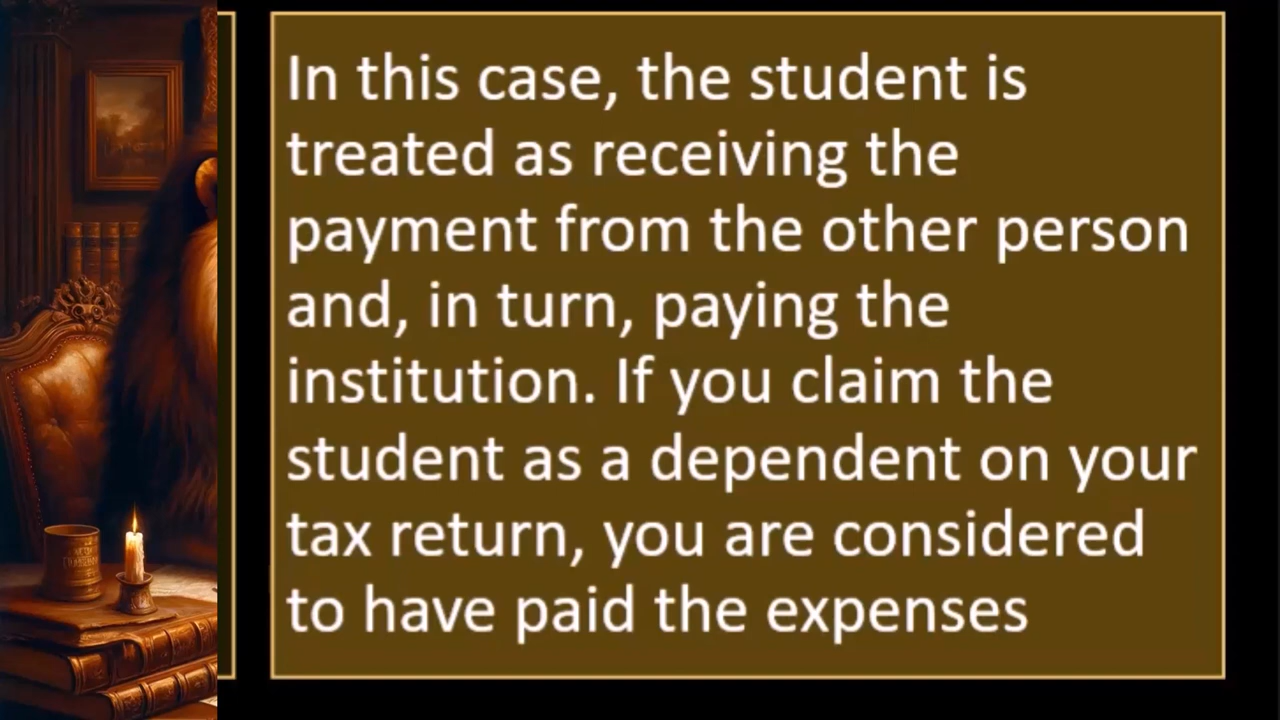 In this case, the student is
treated as receiving the
payment from the other person
and, in turn, paying the
institution. If you claim the
student as a dependent on your
tax return, you are considered
to have paid the expenses